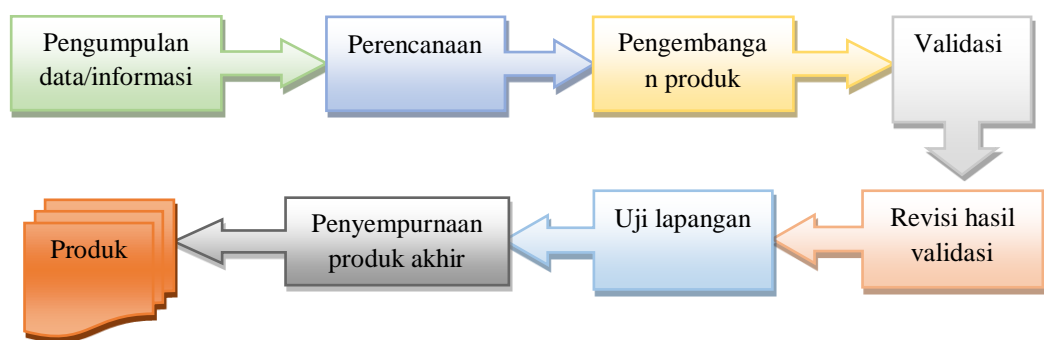 Pengumpulan
data/informasi
Perencanaan
Pengembanga
n produk
Validasi
Revisi hasil
validasi
Uji lapangan
Penyempurnaan
produk akhir
Produk